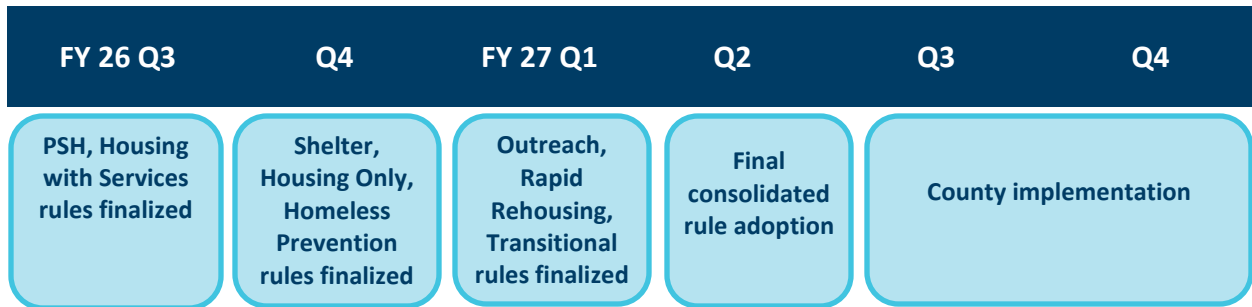 FY 26 Q3 Q4 FY 27 Q1 Q2 Q3 Q4
PSH, Housing
with Services
rules finalized
Shelter,
Housing Only,
Homeless
Prevention
rules finalized
Outreach,
Rapid
Rehousing,
Transitional
rules finalized
Final
consolidated
rule adoption
County implementation